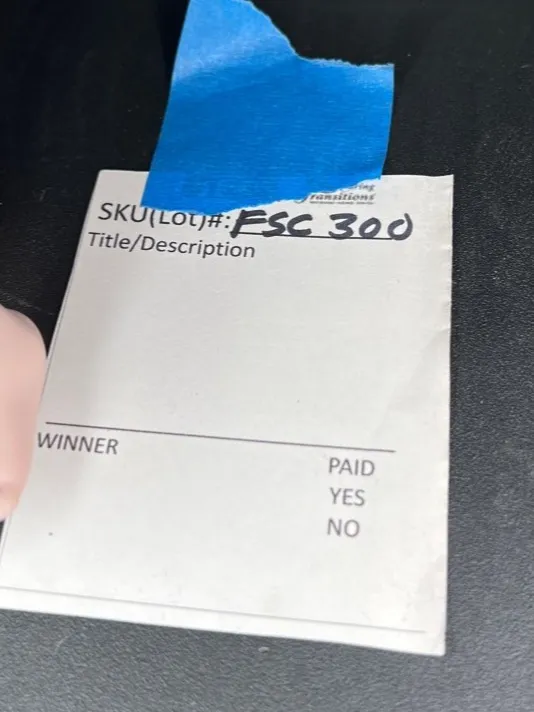 Transitions
SKU(Lot)#: FSC 300
Title/Description
WINNER
PAID
YES
NO